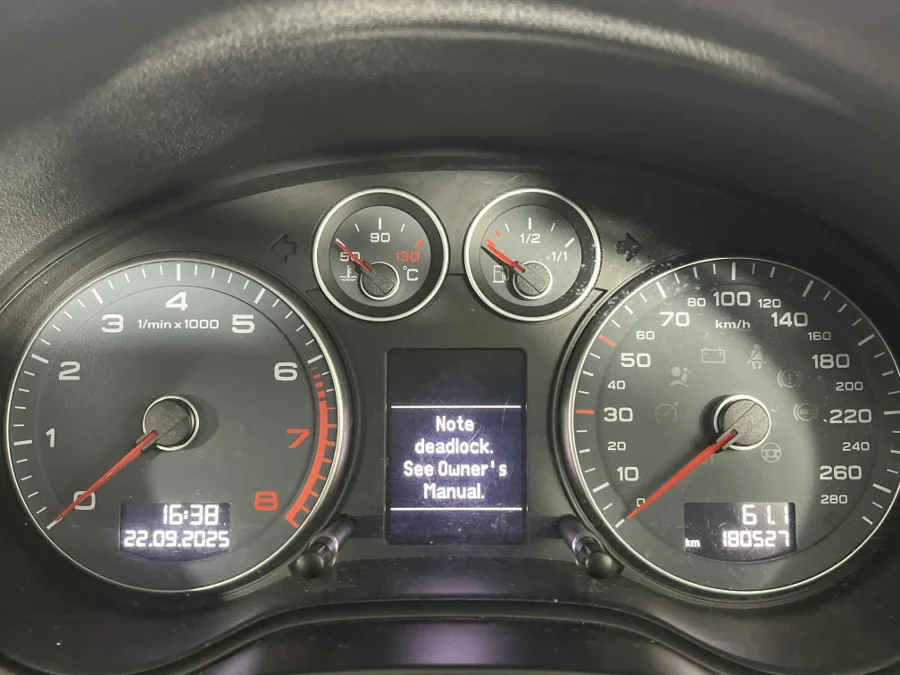 90
50 130
°C
1/2
1/1
4
3 1/min x 1000 5
2 6
1 7
0 8
16:38
22.09.2025
Note
deadlock.
See Owner's
Manual.
80 100 120
70 km/h 140
60 160
50 180
40 200
30 220
20 240
10 260
0 280
61.1
km 180527